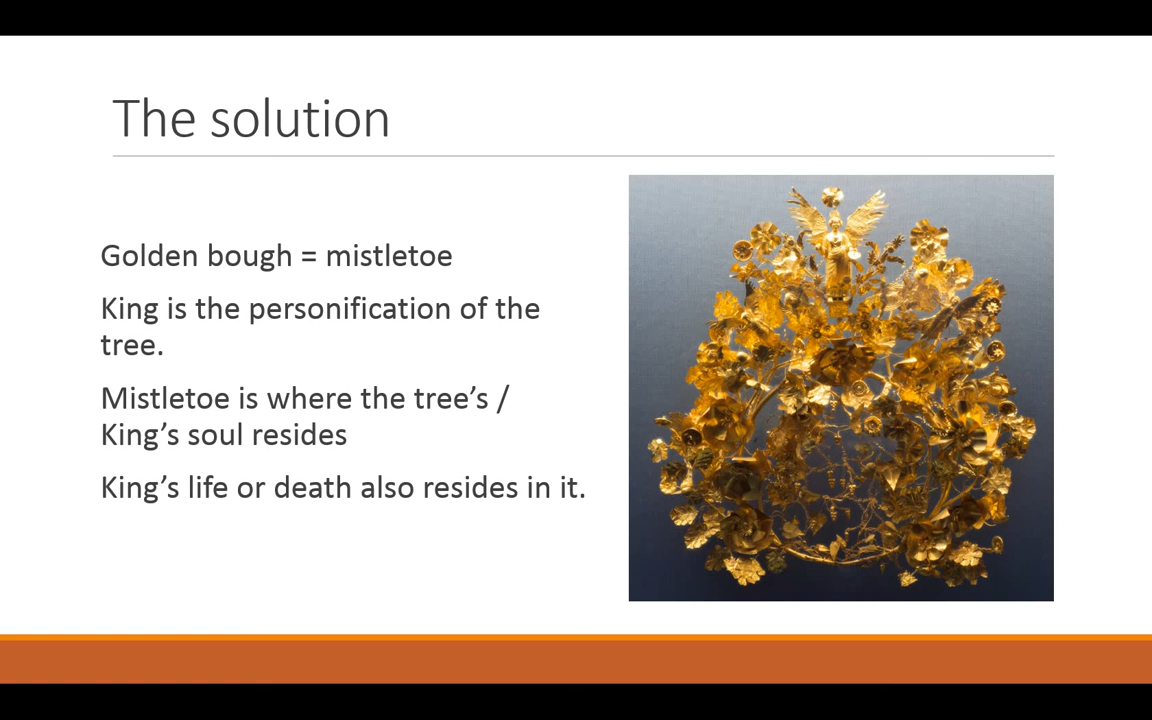 The solution
Golden bough = mistletoe
King is the personification of the
tree.
Mistletoe is where the tree’s /
King’s soul resides
King’s life or death also resides in it.